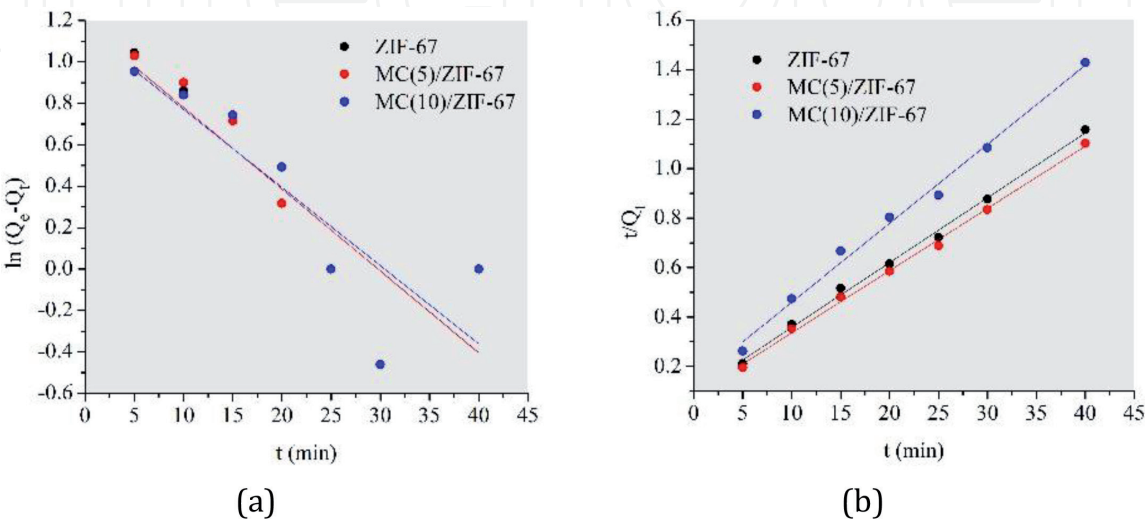 1.2
1.0
0.8
0.6
0.4
0.2
0.0
-0.2
-0.4
-0.6
ln (Qe-Qt)
ZIF-67
MC(5)/ZIF-67
MC(10)/ZIF-67
0 5 10 15 20 25 30 35 40 45
t (min)
(a)
1.6
1.4
1.2
1.0
0.8
0.6
0.4
0.2
t/Qt
ZIF-67
MC(5)/ZIF-67
MC(10)/ZIF-67
0 5 10 15 20 25 30 35 40 45
t (min)
(b)